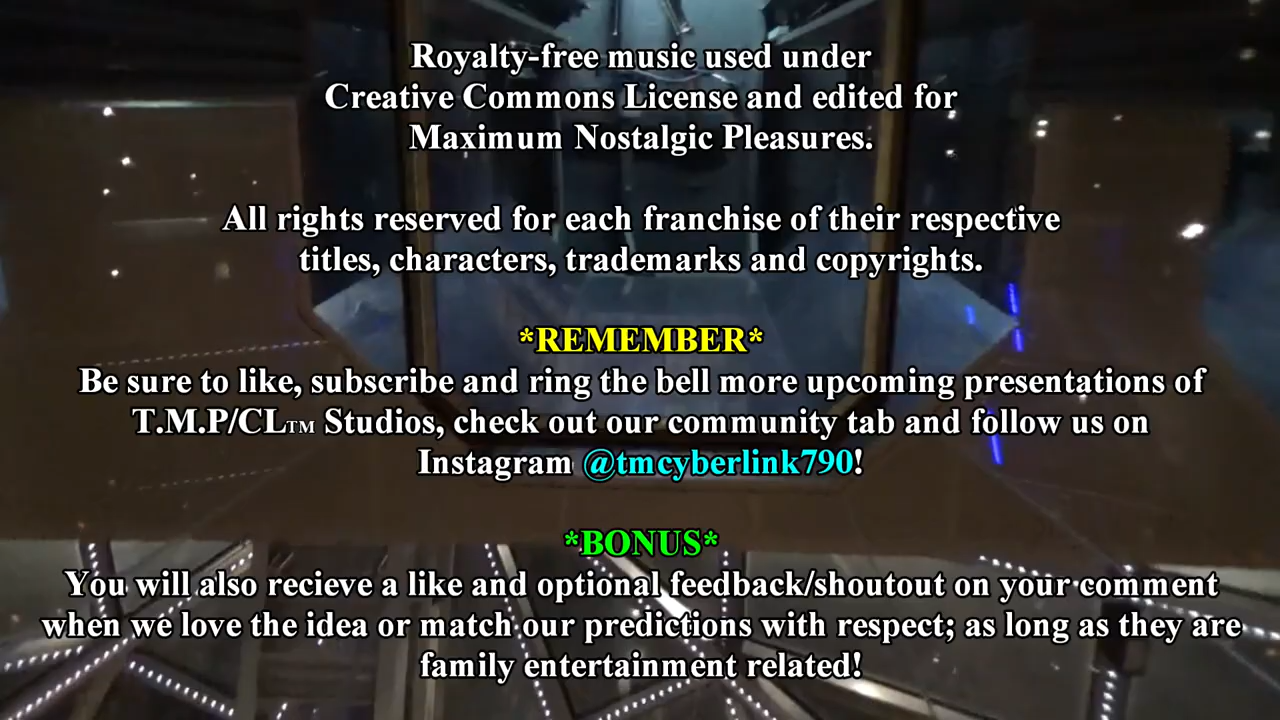 Royalty-free music used under
Creative Commons License and edited for
Maximum Nostalgic Pleasures.
All rights reserved for each franchise of their respective
titles, characters, trademarks and copyrights.
*REMEMBER*
Be sure to like, subscribe and ring the bell more upcoming presentations of
T.M.P/CL™ Studios, check out our community tab and follow us on
Instagram @tmcyberlink790!
*BONUS*
You will also recieve a like and optional feedback/shoutout on your comment
when we love the idea or match our predictions with respect; as long as they are
family entertainment related!